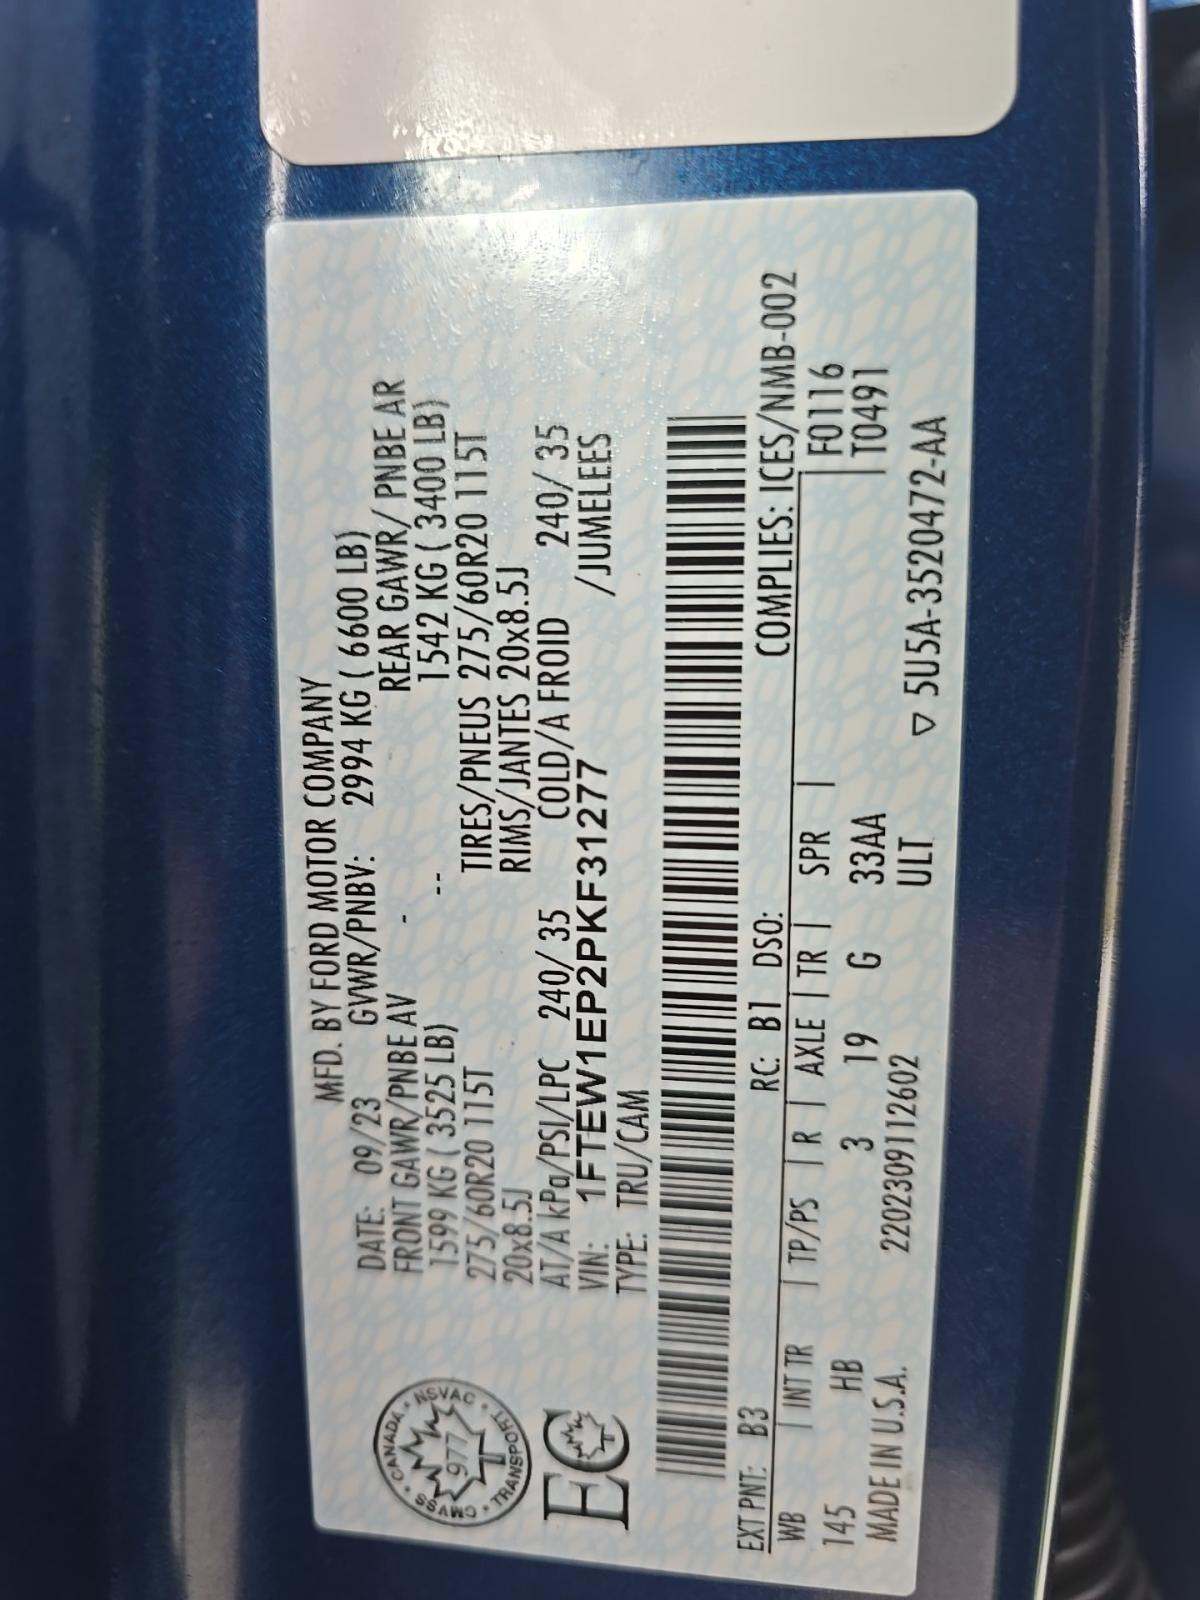 MFD. BY FORD MOTOR COMPANY
DATE: 09/23 GVWR/PNBV: 2994 KG ( 6600 LB)
FRONT GAWR/PNBE AV - REAR GAWR/ PNBE AR
1599 KG ( 3525 LB) -- 1542 KG ( 3400 LB)
275/60R20 115T TIRES/PNEUS 275/60R20 115T
20x8.5J RIMS/JANTES 20x8.5J
AT/A kPa/PSI/LPC 240/ 35 COLD/A FROID 240/ 35
VIN: 1FTEW1EP2PKF31277 /JUMELEES
TYPE: TRU/CAM
CANADA · NSVAC · TRANSPORT · CMVSS ·
977
T
EC
EXT PNT: B3 RC: B1 DSO: COMPLIES: ICES/NMB-002
WB | INT TR | TP/PS | R | AXLE | TR | SPR | F0116
145 HB 3 19 G 33AA T0491
MADE IN U.S.A. 2202309112602 ULT
▽ 5U5A-3520472-AA